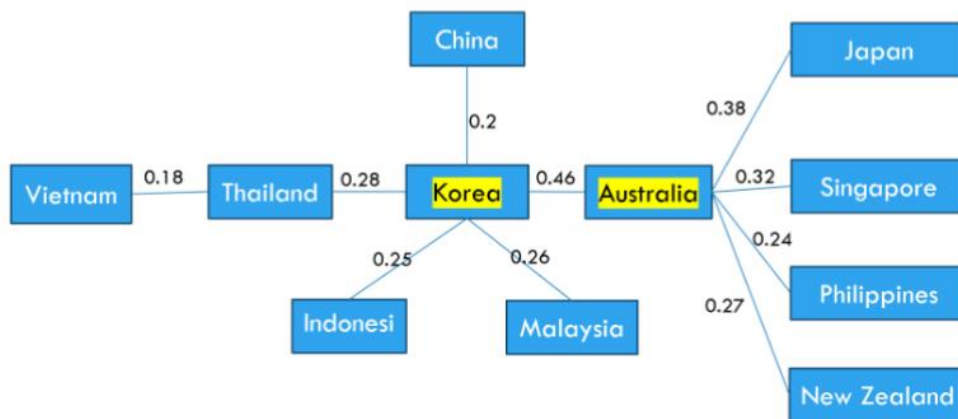 China
Japan
0.2
0.38
Vietnam
0.18
Thailand
0.28
Korea
0.46
Australia
0.32
Singapore
0.25
0.26
0.24
Indonesi
Malaysia
0.27
Philippines
New Zealand